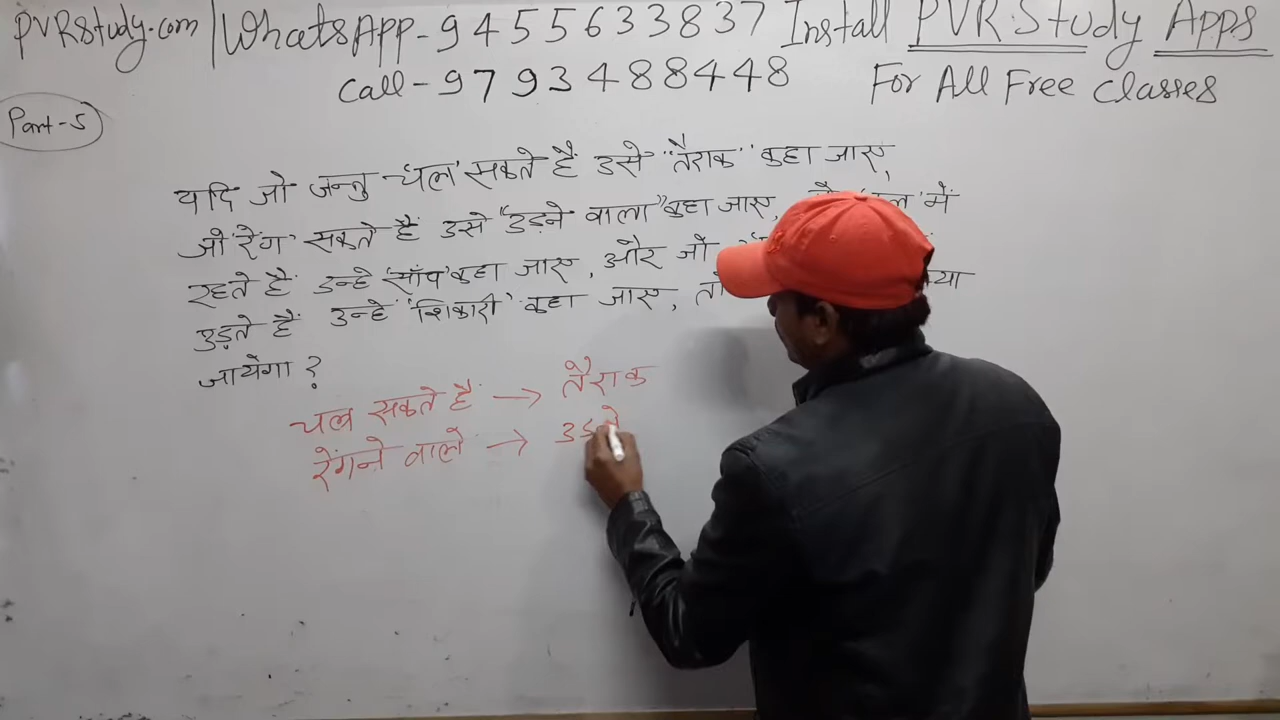 PVRStudy.com | WhatsApp - 9455633837 Install PVR Study Apps
Call - 9793488448 For All Free Classes
Part-5
यदि जो जन्तु 'चल' सकते हैं उसे "तैराक" कहा जाए,
जो 'रेंग' सकते हैं उसे "उड़ने वाला" कहा जाए, में
रहते हैं उन्हे 'साँप' कहा जाए, और जो
उड़ते हैं उन्हे 'शिकारी' कहा जाए, तो
जायेगा ?
चल सकते हैं → तैराक
रेंगने वाले → उड़ने